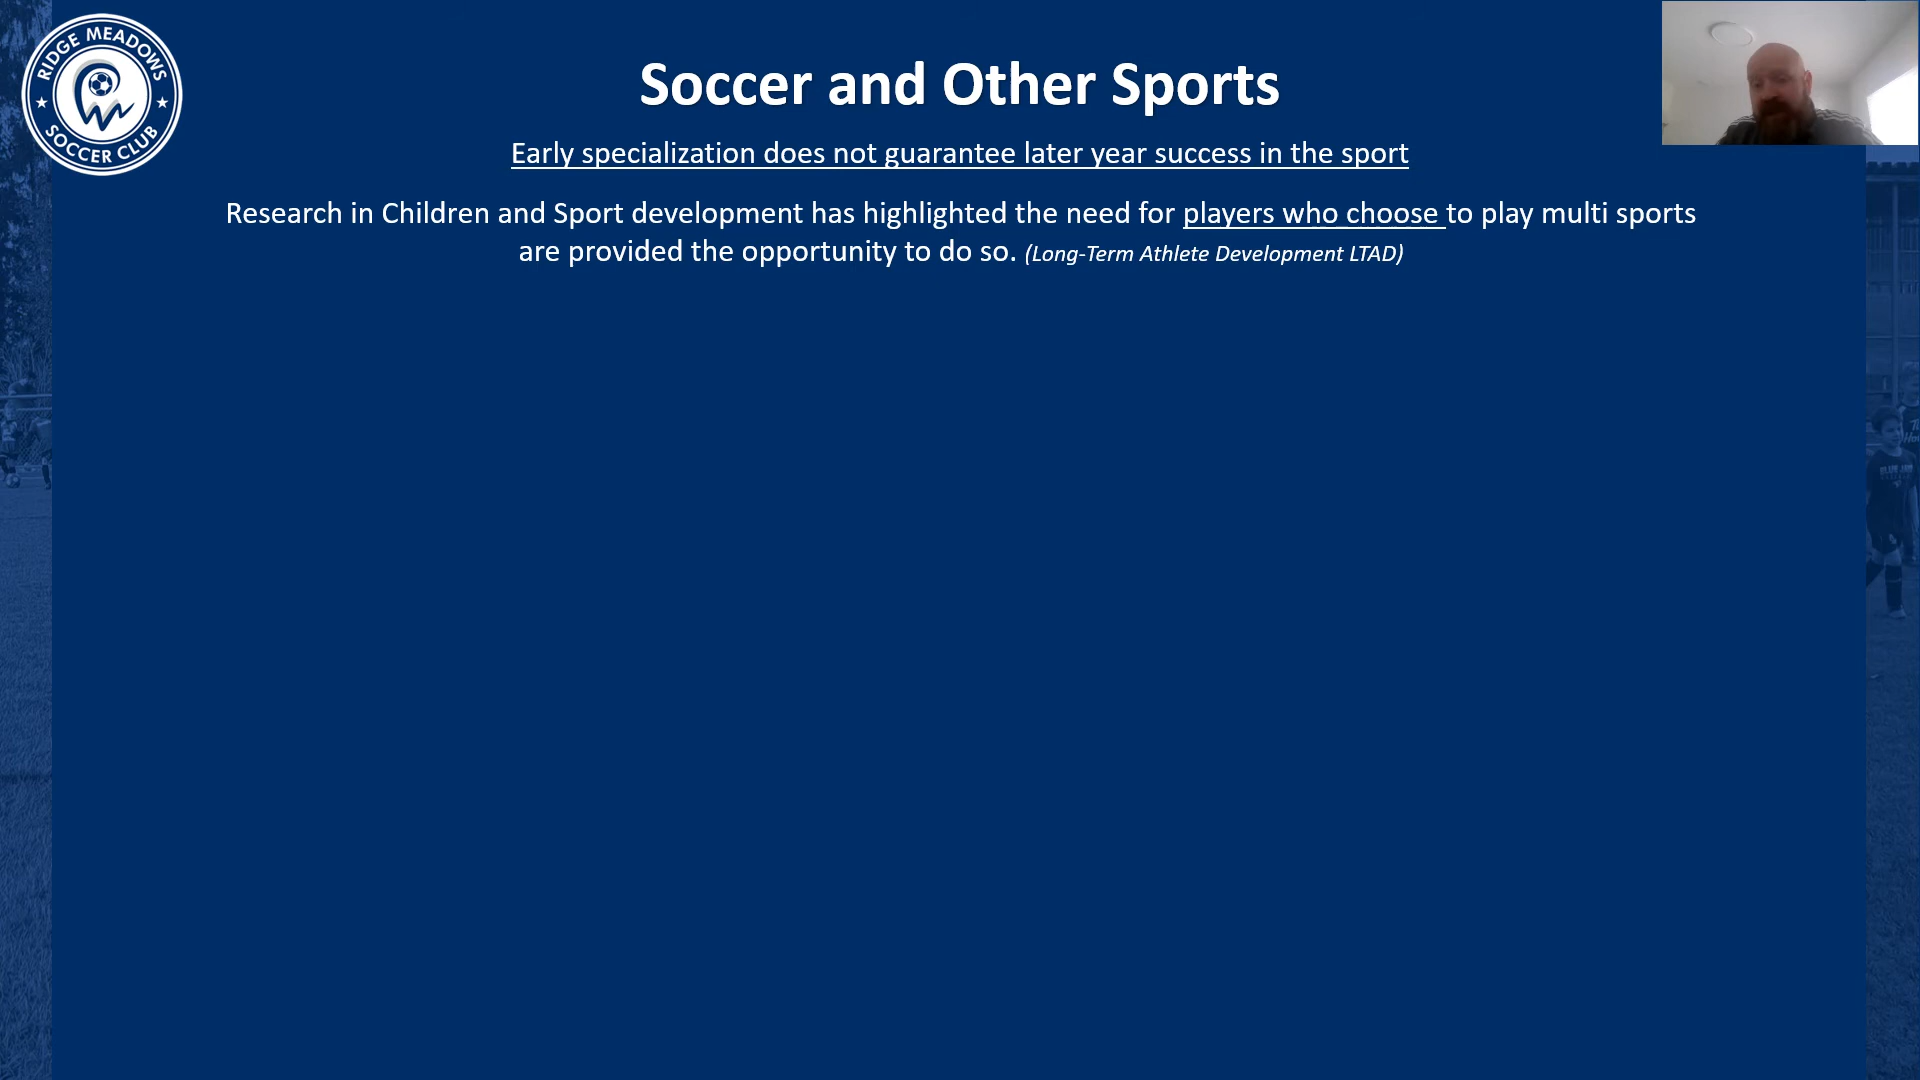 RIDGE MEADOWS
SOCCER CLUB
Soccer and Other Sports
Early specialization does not guarantee later year success in the sport
Research in Children and Sport development has highlighted the need for players who choose to play multi sports
are provided the opportunity to do so. (Long-Term Athlete Development LTAD)